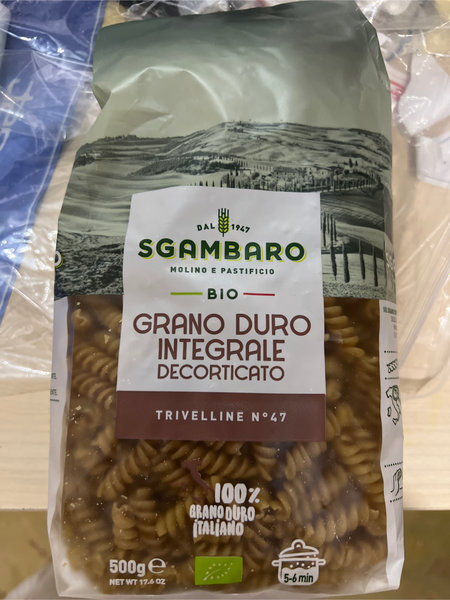 DAL 1947
SGAMBARO
MOLINO E PASTIFICIO
BIO
GRANO DURO
INTEGRALE
DECORTICATO
TRIVELLINE N°47
100%
GRANO DURO
ITALIANO
500g e
NET WT 17.6 OZ
5-6 min